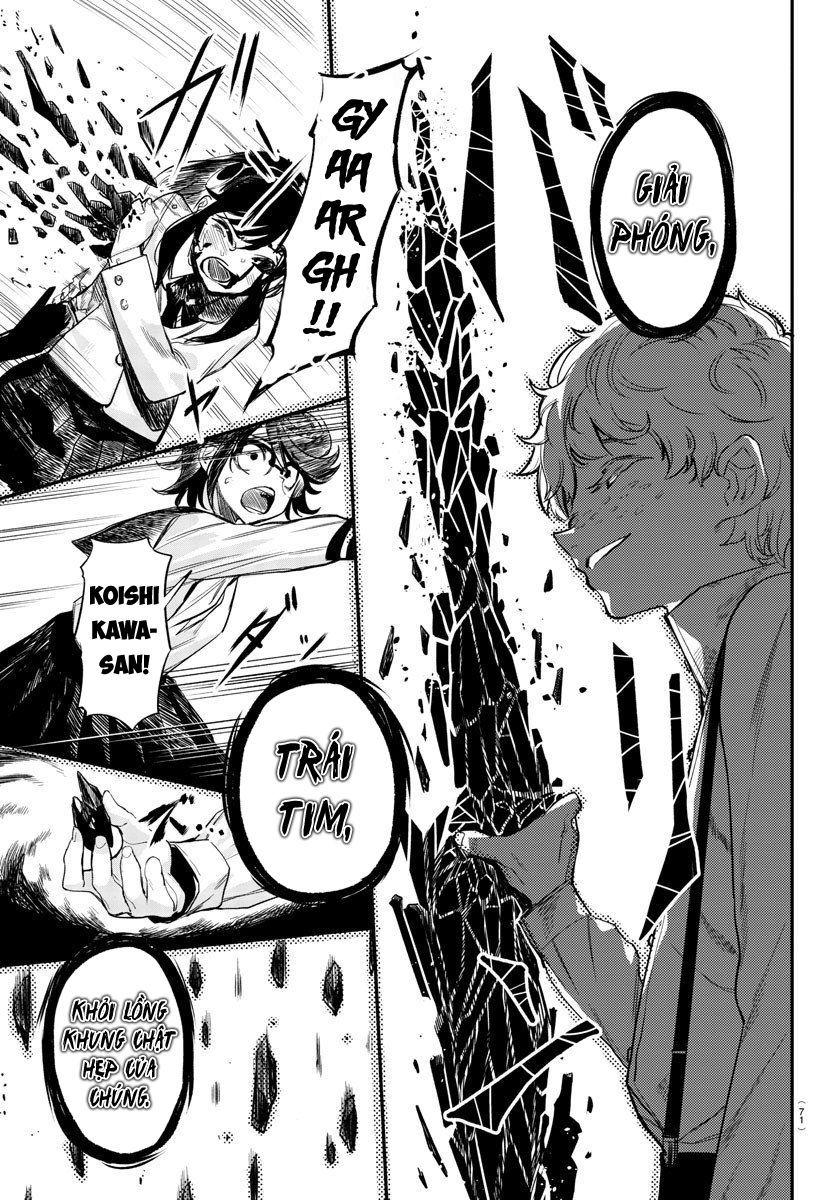 GIẢI
PHÓNG,
GY
AA
AR
GH
!!
KOISHI
KAWA-
SAN!
TRÁI
TIM,
KHỎI LỒNG
KHUNG CHẬT
HẸP CỦA
CHÚNG.
(71)